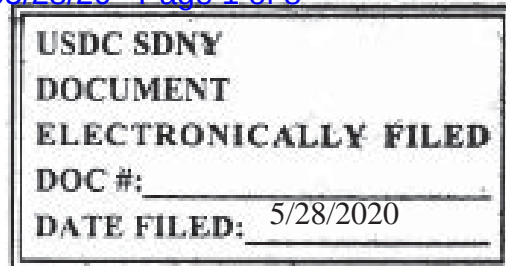 USDC SDNY
DOCUMENT
ELECTRONICALLY FILED
DOC #:
DATE FILED: 5/28/2020